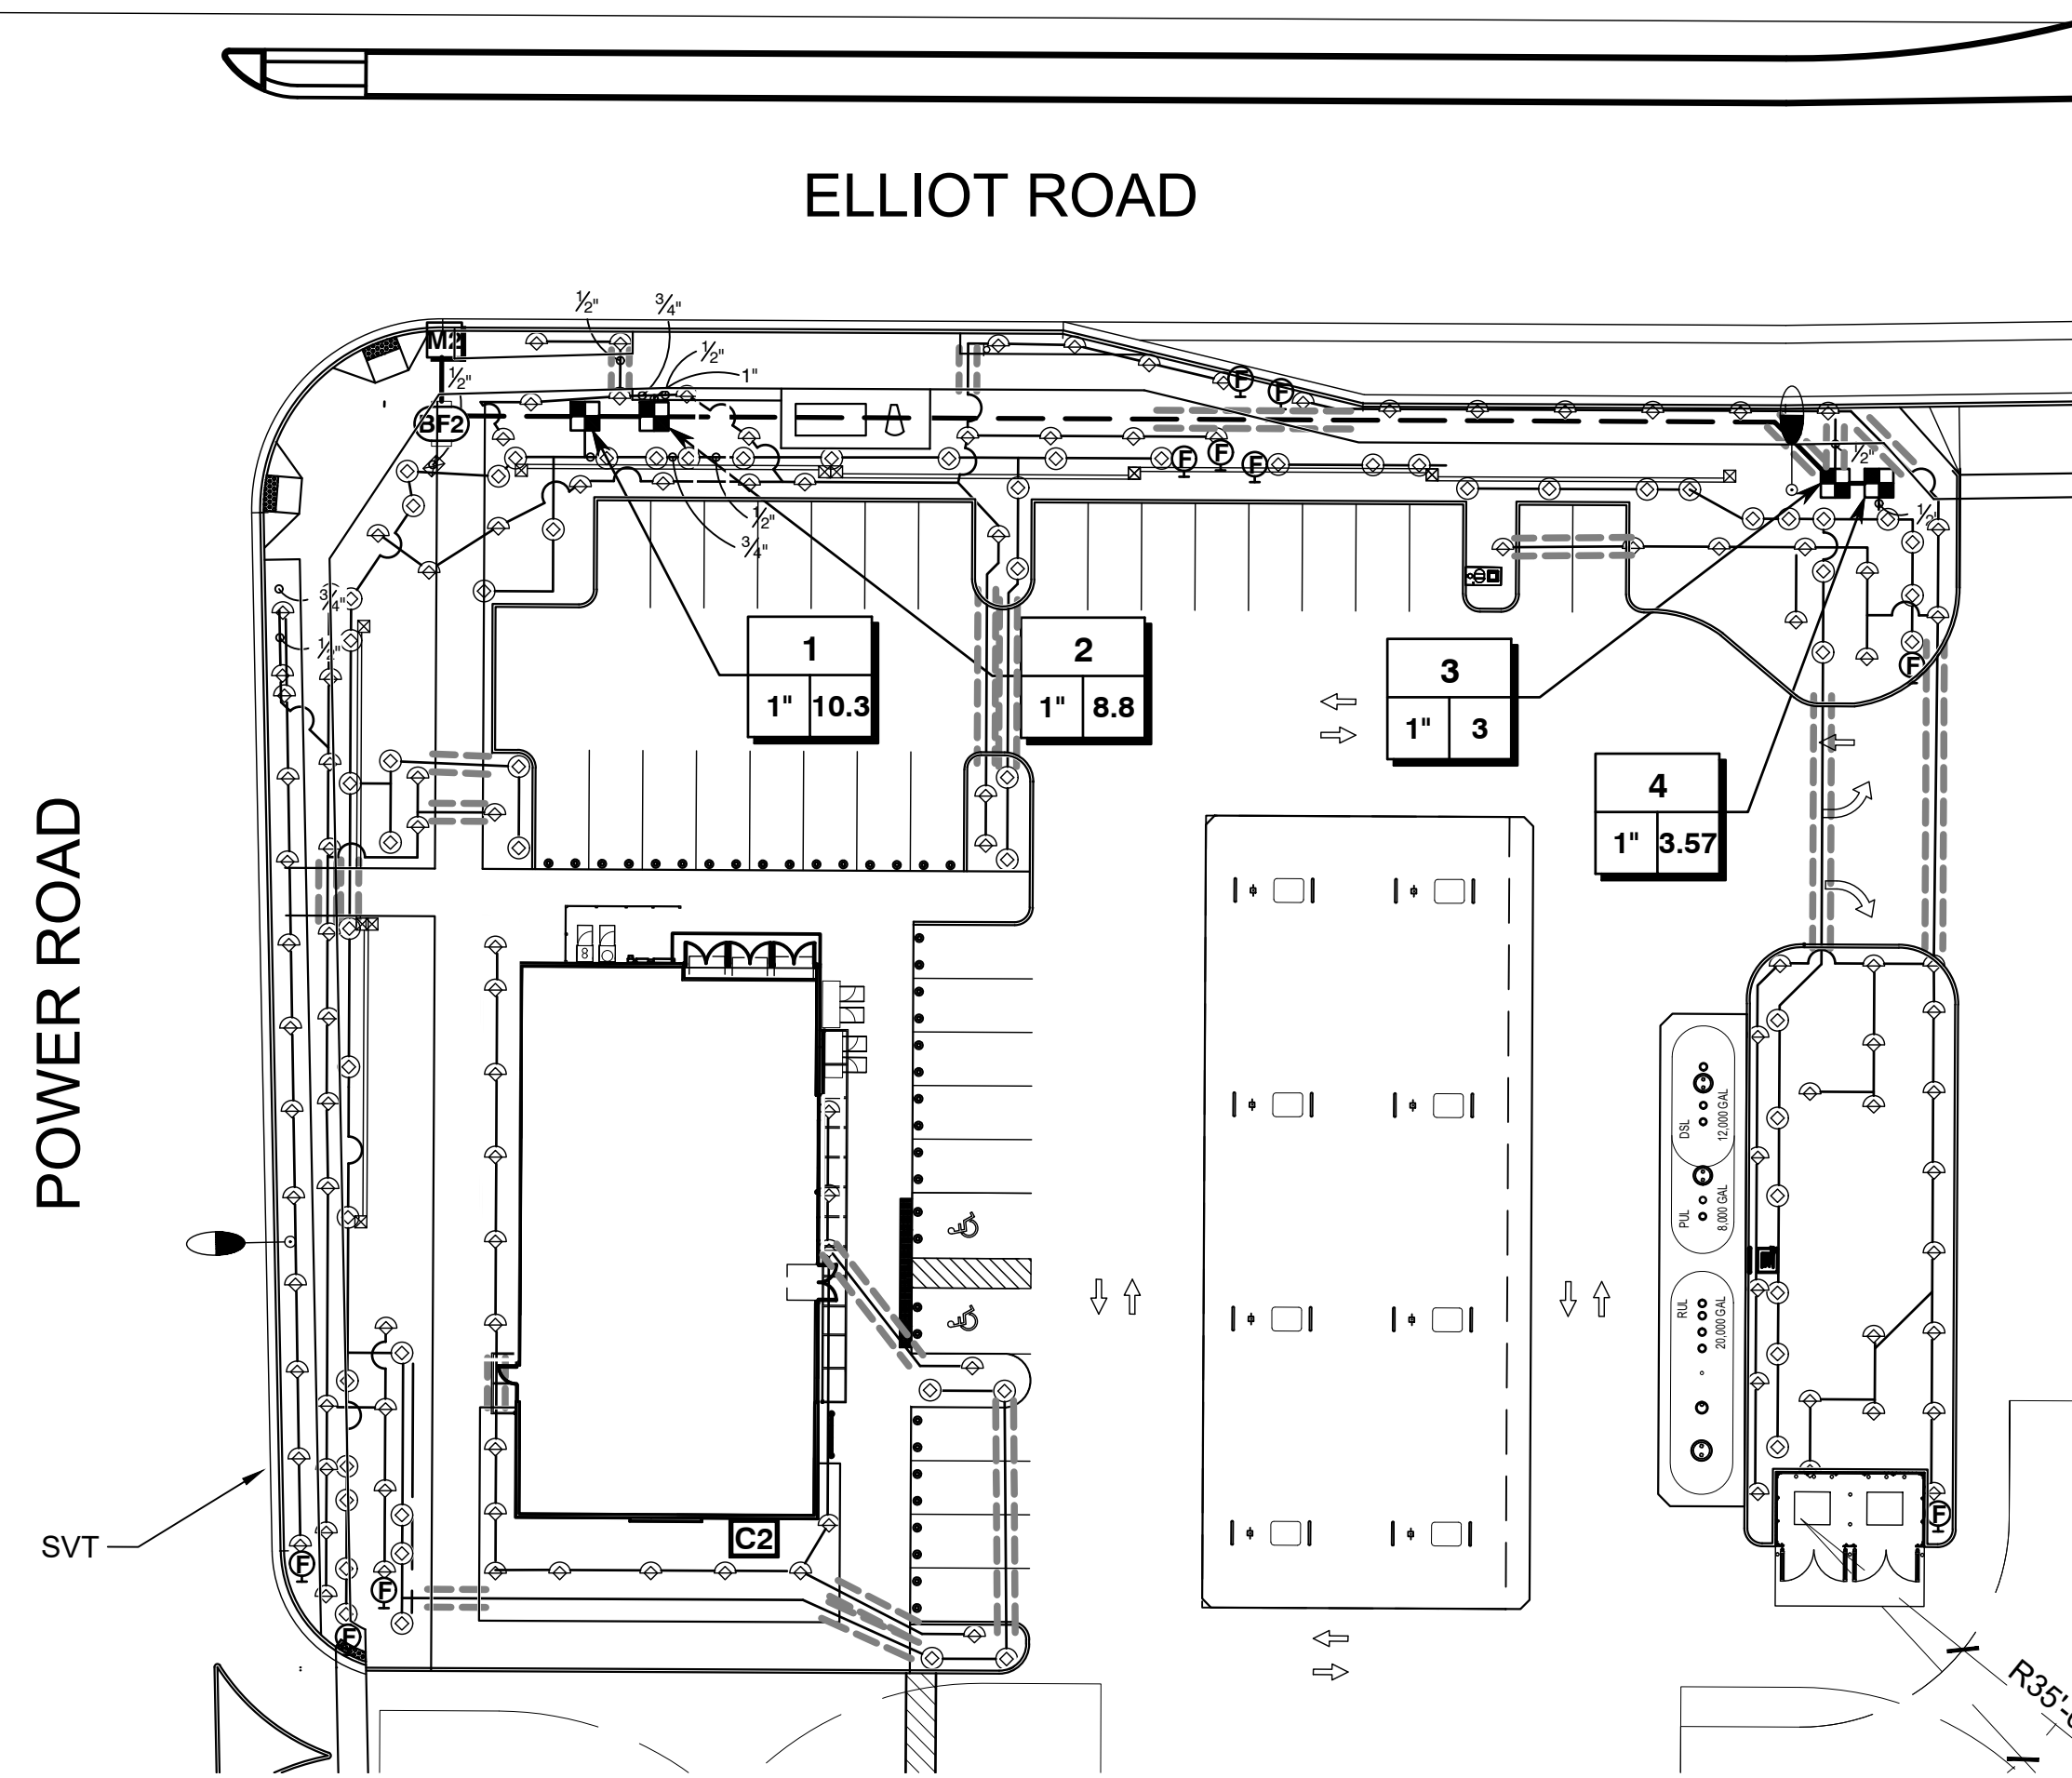 ELLIOT ROAD
½"
¾"
M2
½"
1"
½"
BF2
½"
F
F
F
F
F
½"
¾"
½"
¾"
½"
1
1" 10.3
2
1" 8.8
3
1" 3
4
1" 3.57
F
POWER ROAD
DSL
12,000 GAL
PUL
8,000 GAL
RUL
20,000 GAL
SVT
C2
F
F
F
F